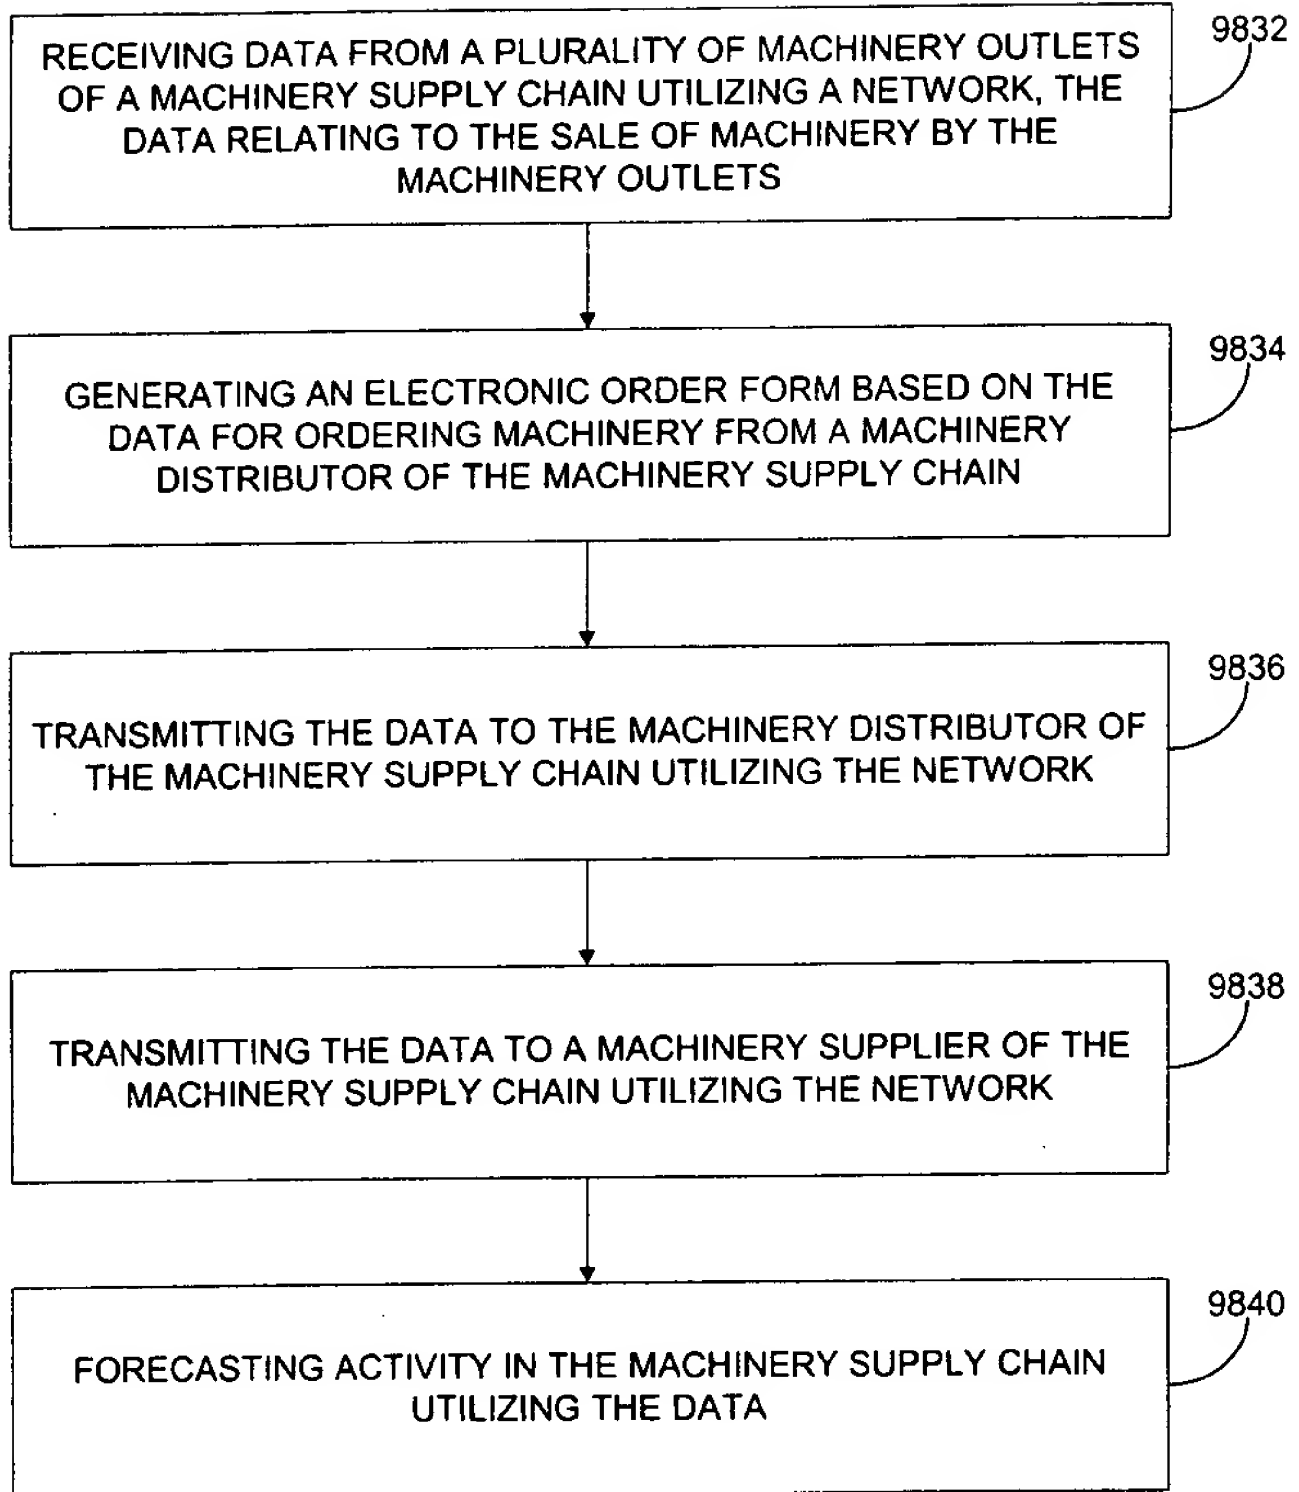 9832
RECEIVING DATA FROM A PLURALITY OF MACHINERY OUTLETS
OF A MACHINERY SUPPLY CHAIN UTILIZING A NETWORK, THE
DATA RELATING TO THE SALE OF MACHINERY BY THE
MACHINERY OUTLETS
9834
GENERATING AN ELECTRONIC ORDER FORM BASED ON THE
DATA FOR ORDERING MACHINERY FROM A MACHINERY
DISTRIBUTOR OF THE MACHINERY SUPPLY CHAIN
9836
TRANSMITTING THE DATA TO THE MACHINERY DISTRIBUTOR OF
THE MACHINERY SUPPLY CHAIN UTILIZING THE NETWORK
9838
TRANSMITTING THE DATA TO A MACHINERY SUPPLIER OF THE
MACHINERY SUPPLY CHAIN UTILIZING THE NETWORK
9840
FORECASTING ACTIVITY IN THE MACHINERY SUPPLY CHAIN
UTILIZING THE DATA